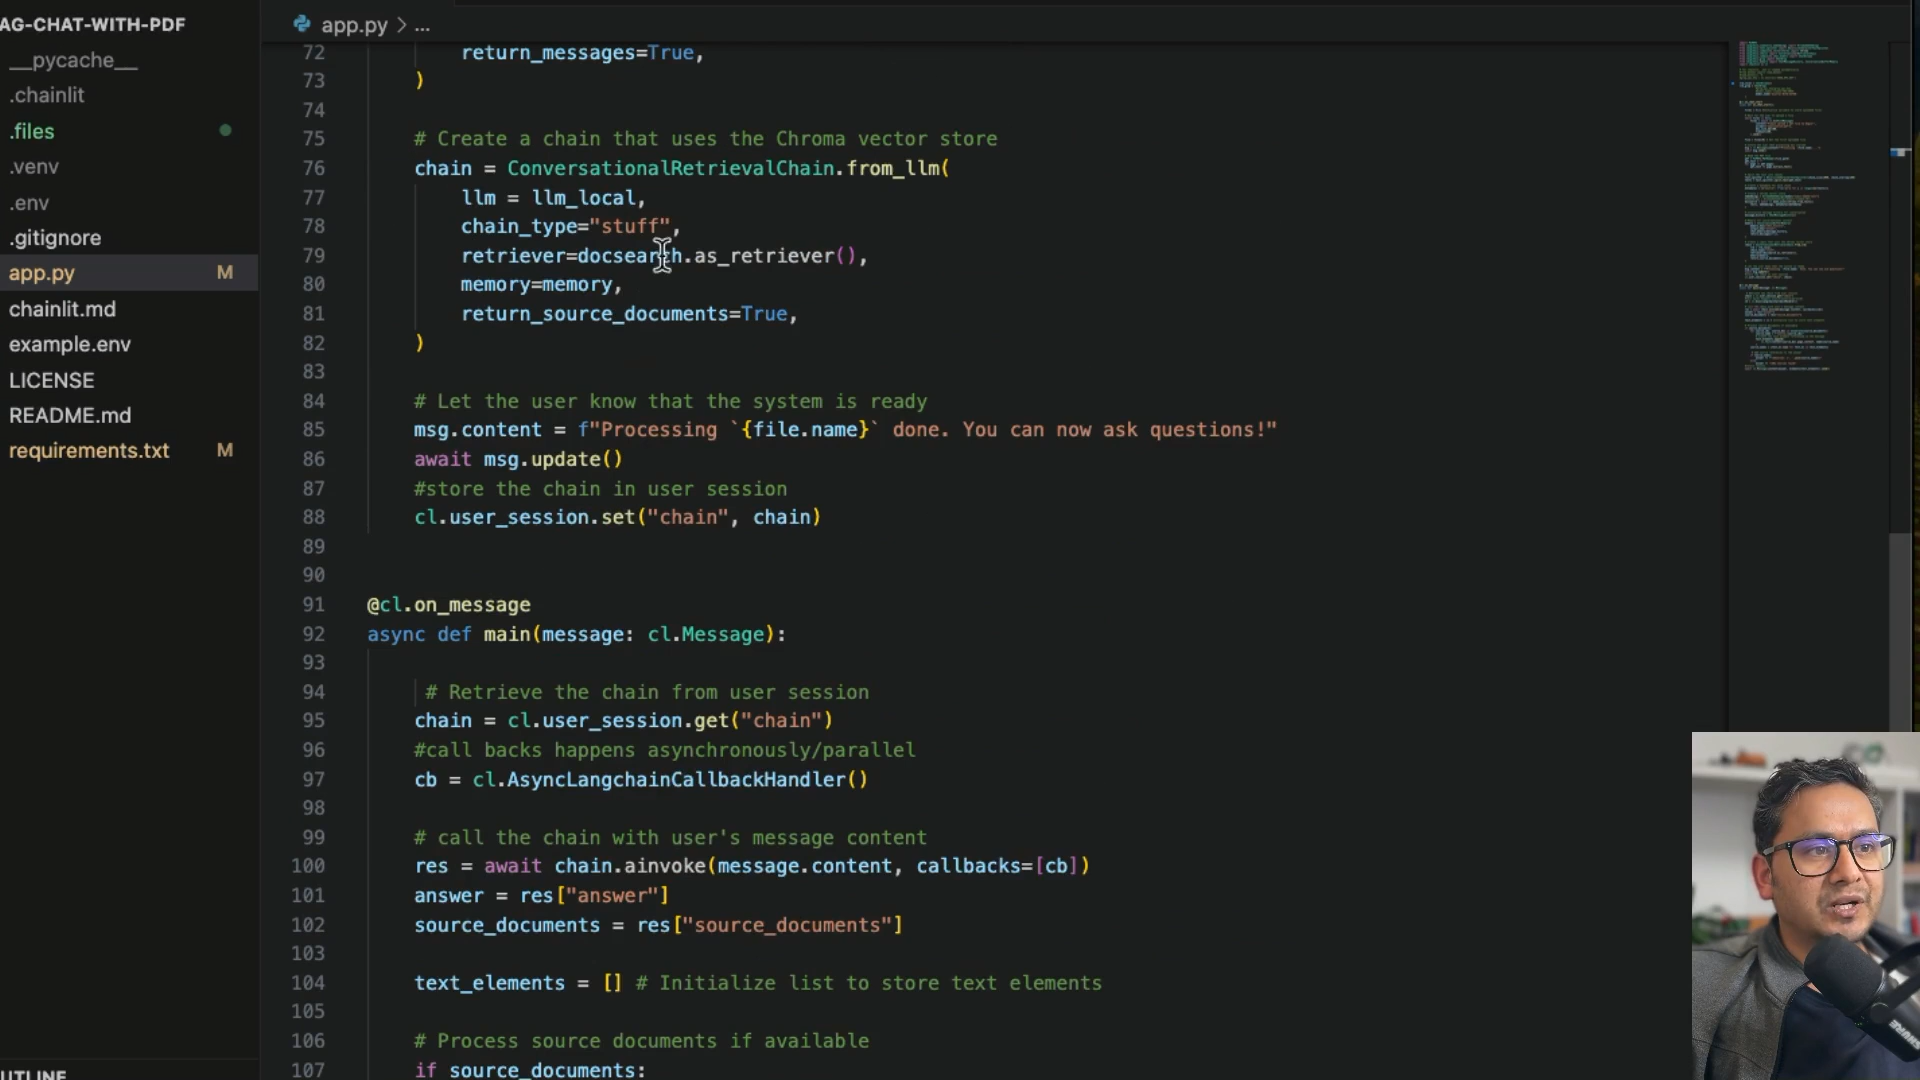 AG-CHAT-WITH-PDF
__pycache__
.chainlit
.files
.venv
.env
.gitignore
app.py M
chainlit.md
example.env
LICENSE
README.md
requirements.txt M
UTLINE
app.py > ...
72 return_messages=True,
73 )
74
75 # Create a chain that uses the Chroma vector store
76 chain = ConversationalRetrievalChain.from_llm(
77 llm = llm_local,
78 chain_type="stuff",
79 retriever=docsearch.as_retriever(),
80 memory=memory,
81 return_source_documents=True,
82 )
83
84 # Let the user know that the system is ready
85 msg.content = f"Processing `{file.name}` done. You can now ask questions!"
86 await msg.update()
87 #store the chain in user session
88 cl.user_session.set("chain", chain)
89
90
91 @cl.on_message
92 async def main(message: cl.Message):
93
94 # Retrieve the chain from user session
95 chain = cl.user_session.get("chain")
96 #call backs happens asynchronously/parallel
97 cb = cl.AsyncLangchainCallbackHandler()
98
99 # call the chain with user's message content
100 res = await chain.ainvoke(message.content, callbacks=[cb])
101 answer = res["answer"]
102 source_documents = res["source_documents"]
103
104 text_elements = [] # Initialize list to store text elements
105
106 # Process source documents if available
107 if source_documents:
SHURE